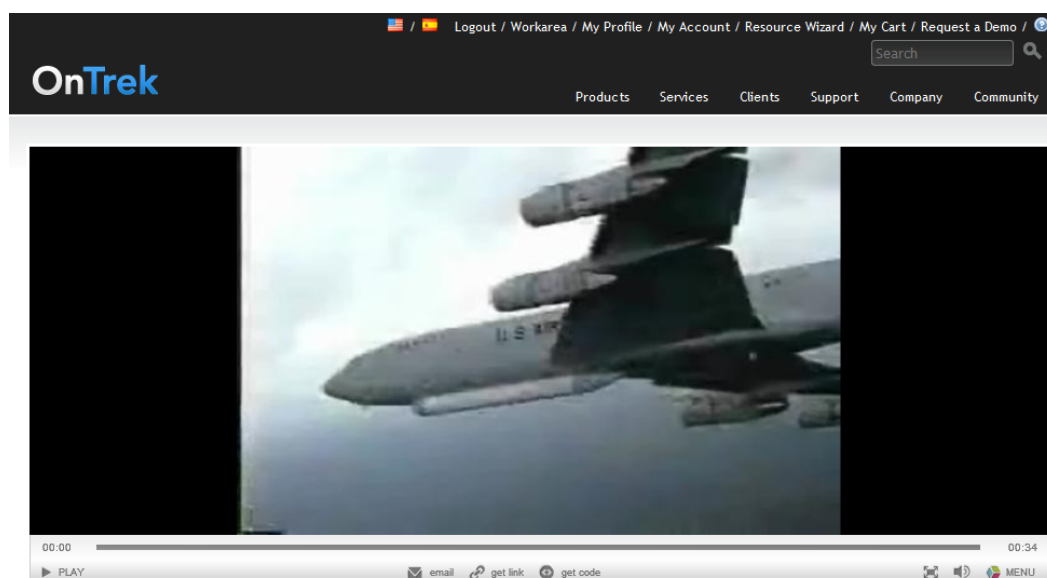 / Logout / Workarea / My Profile / My Account / Resource Wizard / My Cart / Request a Demo /
Search
OnTrek
Products Services Clients Support Company Community
U S AIR
00:00 00:34
PLAY email get link get code MENU